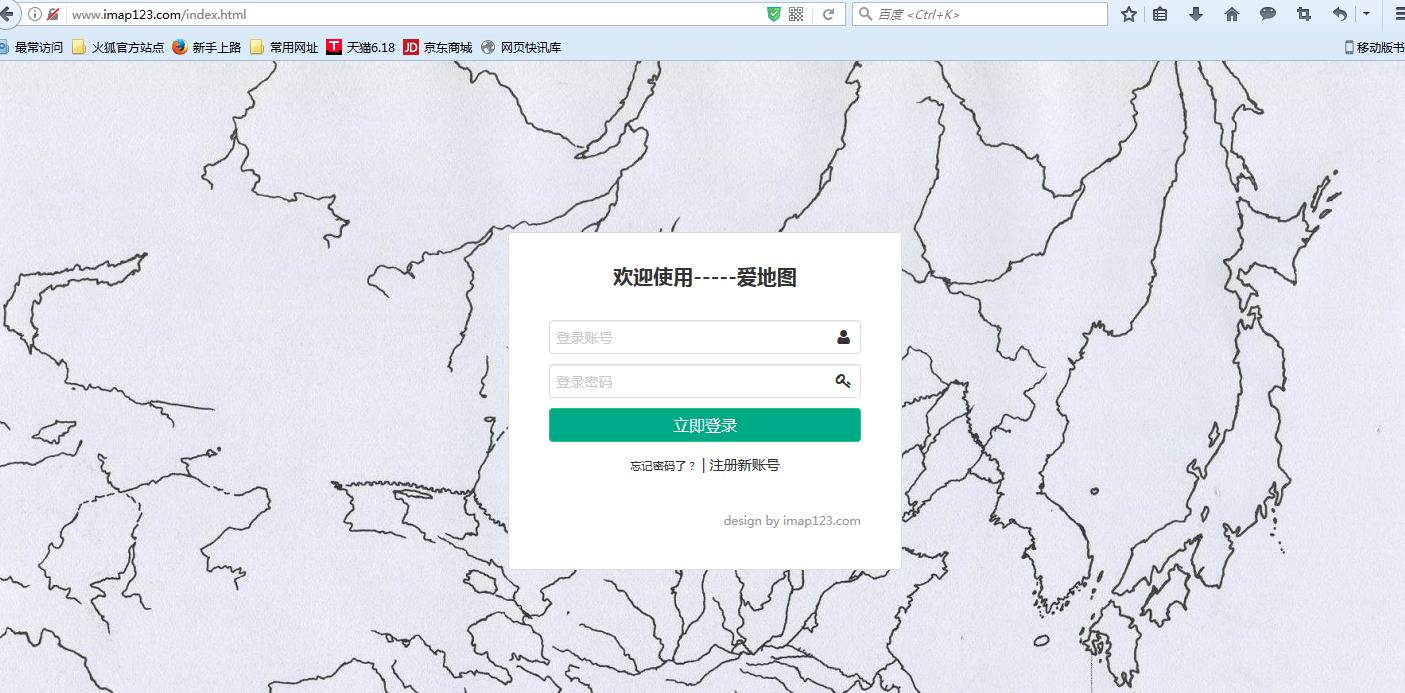 www.imap123.com/index.html
百度 <Ctrl+K>
最常访问 火狐官方站点 新手上路 常用网址 T 天猫6.18 JD 京东商城 网页快讯库 移动版书
欢迎使用-----爱地图
登录账号
登录密码
立即登录
忘记密码了？ | 注册新账号
design by imap123.com